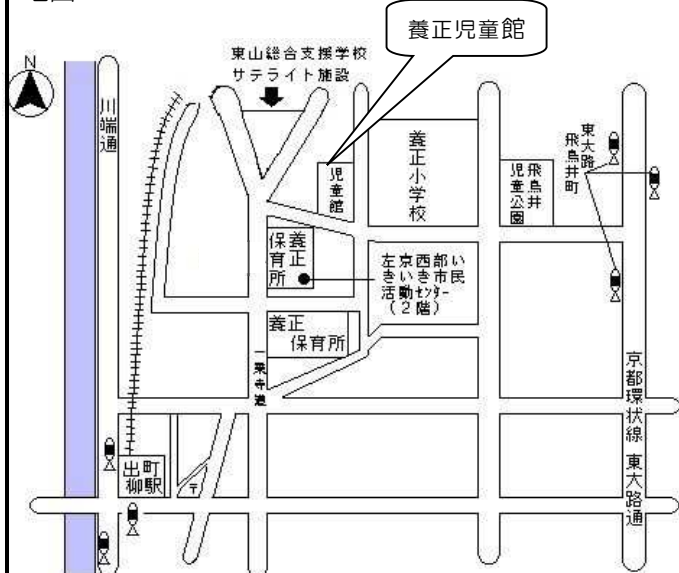 養正児童館
東山総合支援学校
サテライト施設
N
川端通
児童館
養正小学校
飛鳥井
児童公園
東大路
飛鳥井町
養正
保育所
左京西部い
きいき市民
活動センター
(2階)
養正
保育所
一乗寺道
京都環状線
東大路通
出町
柳駅
〒